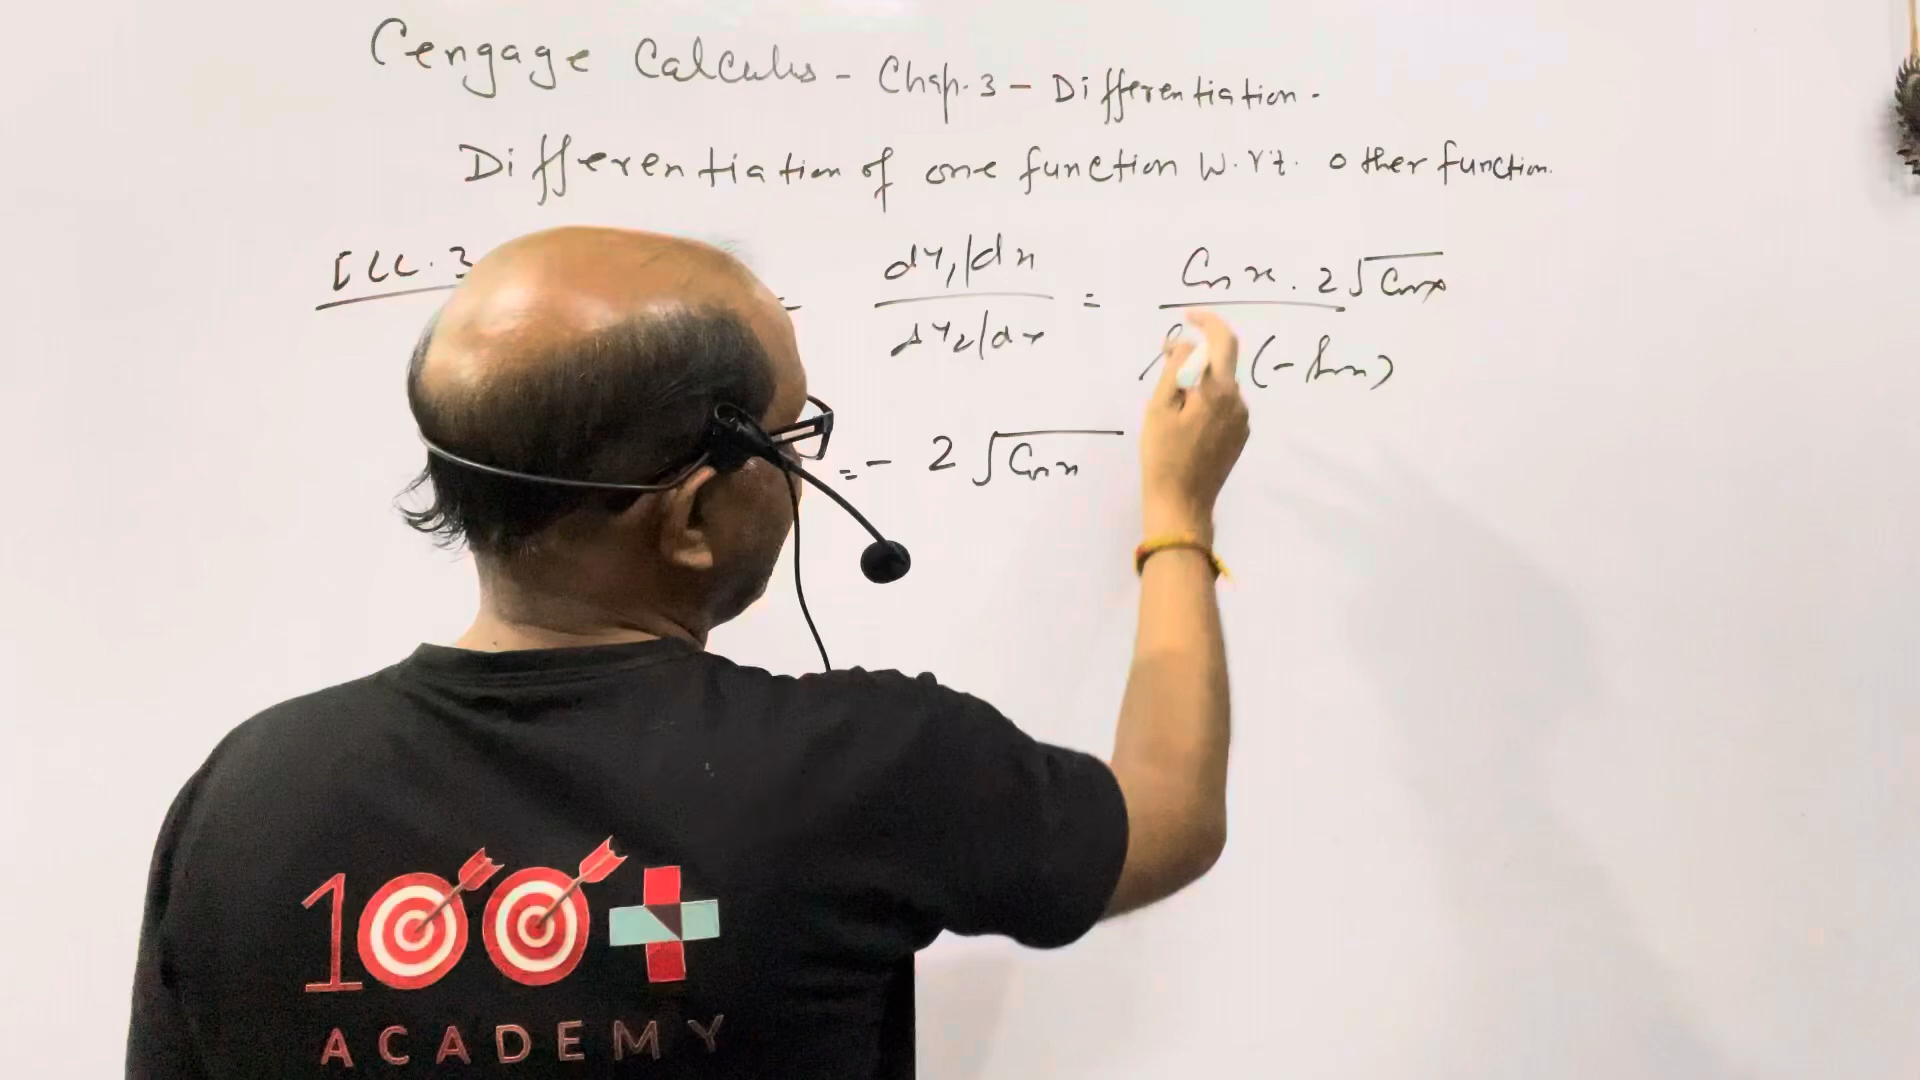 Cengage Calculus - Chap. 3 - Differentiation.
Differentiation of one function w.r.t. other function.
ILL. 3
= dy₁/dx / dy₂/dx = Cos x . 2√Cos x / (- Sin x)
= - 2√Cos x
100+
ACADEMY